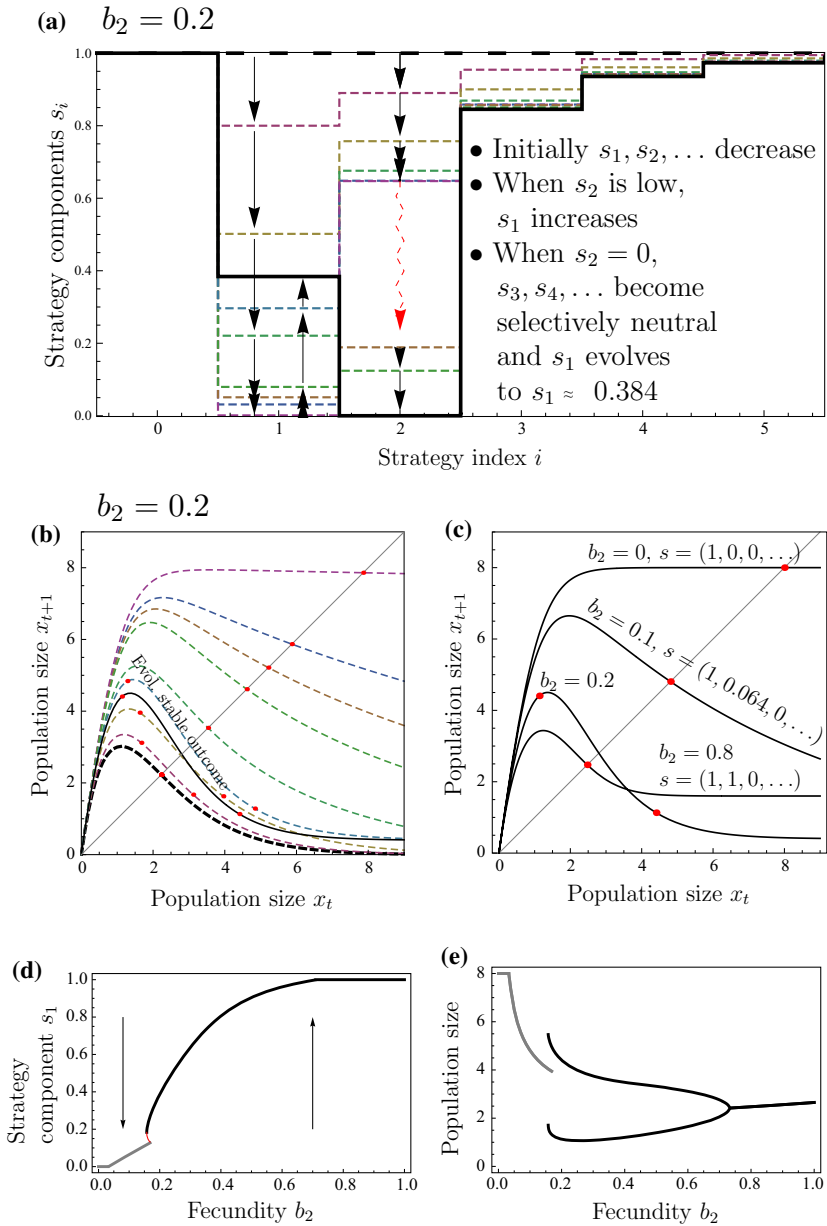 (a) b₂ = 0.2
Strategy components sᵢ
1.0
0.8
0.6
0.4
0.2
0.0
• Initially s₁, s₂, … decrease
• When s₂ is low,
s₁ increases
• When s₂ = 0,
s₃, s₄, … become
selectively neutral
and s₁ evolves
to s₁ ≈ 0.384
0 1 2 3 4 5
Strategy index i
b₂ = 0.2
(b)
Population size xₜ₊₁
8
6
4
2
0
Evol. stable outcome
0 2 4 6 8
Population size xₜ
(c)
Population size xₜ₊₁
8
6
4
2
0
b₂ = 0, s = (1, 0, 0, …)
b₂ = 0.1, s = (1, 0.064, 0, …)
b₂ = 0.2
b₂ = 0.8
s = (1, 1, 0, …)
0 2 4 6 8
Population size xₜ
(d)
Strategy
component s₁
1.0
0.8
0.6
0.4
0.2
0.0
0.0 0.2 0.4 0.6 0.8 1.0
Fecundity b₂
(e)
Population size
8
6
4
2
0
0.0 0.2 0.4 0.6 0.8 1.0
Fecundity b₂